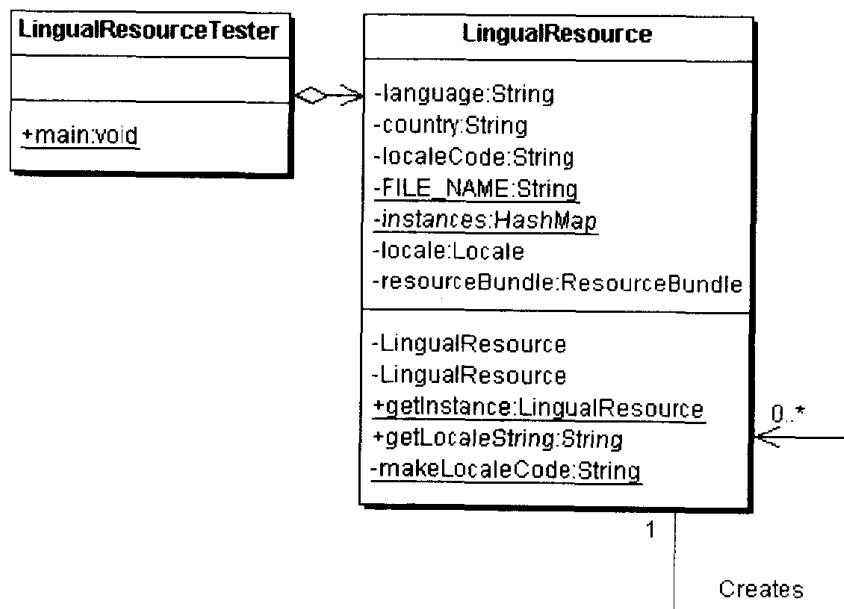 LingualResourceTester
+main:void
LingualResource
-language:String
-country:String
-localeCode:String
-FILE_NAME:String
-instances:HashMap
-locale:Locale
-resourceBundle:ResourceBundle
-LingualResource
-LingualResource
+getInstance:LingualResource
+getLocaleString:String
-makeLocaleCode:String
0..*
1
Creates